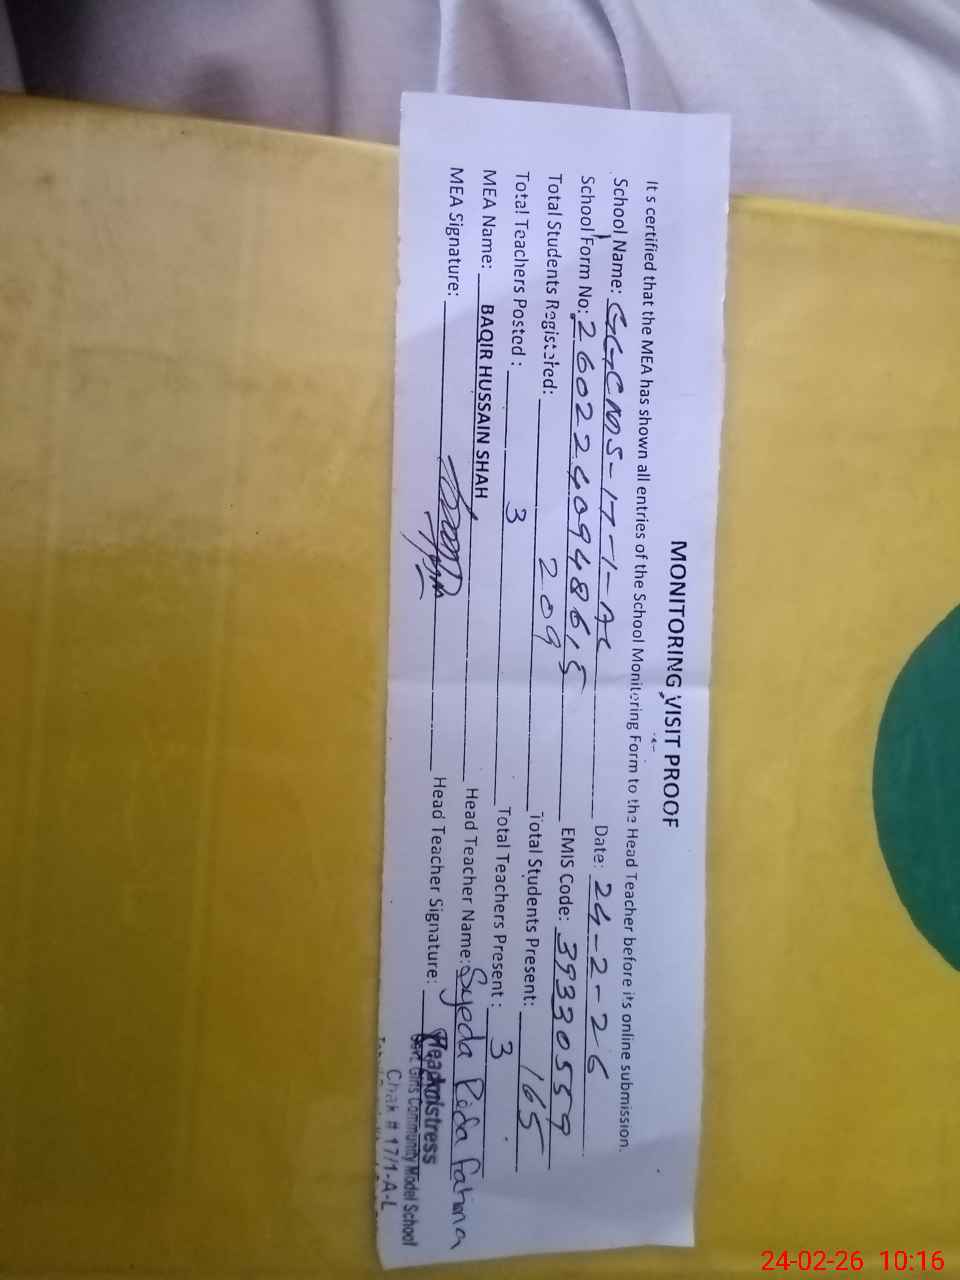 MONITORING VISIT PROOF
It s certified that the MEA has shown all entries of the School Monitoring Form to the Head Teacher before its online submission.
School Name: GGCMS-17-1-AL Date: 24-2-26
School Form No: 2602240948615 EMIS Code: 39330559
Total Students Registered: 209 Total Students Present: 165
Total Teachers Posted : 3 Total Teachers Present : 3
MEA Name: BAQIR HUSSAIN SHAH Head Teacher Name: Syeda Rida Fatima
MEA Signature: Head Teacher Signature:
Headmistress
Govt. Girls Community Model School
Chak # 17/1-A-L
24-02-26 10:16